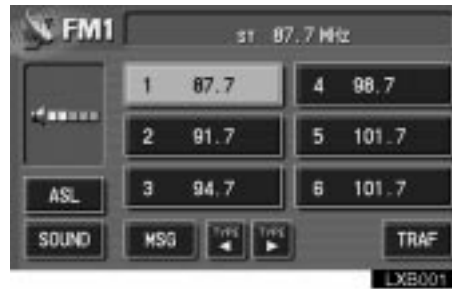 FM1 ST 87.7 MHz
1 87.7 4 98.7
2 91.7 5 101.7
3 94.7 6 101.7
ASL
SOUND MSG TYPE ◀ TYPE ▶ TRAF
LXB001